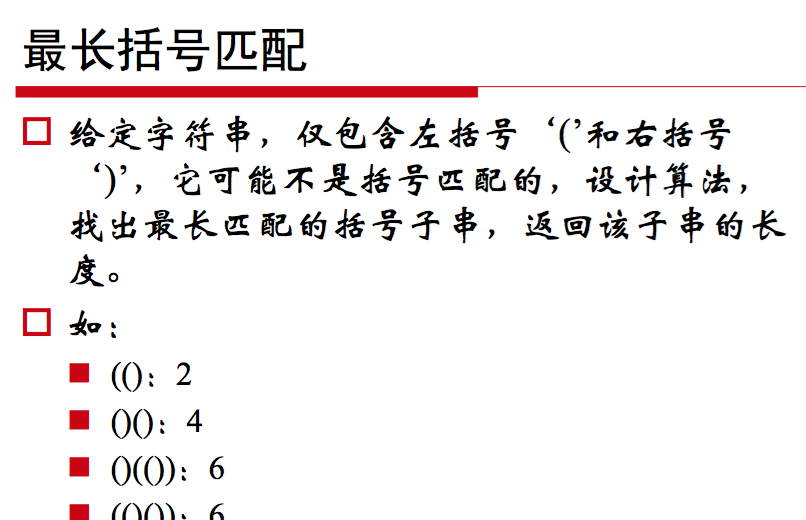 最长括号匹配
给定字符串，仅包含左括号‘(’和右括号
‘)’，它可能不是括号匹配的，设计算法，
找出最长匹配的括号子串，返回该子串的长
度。
如：
(()：2
()()：4
()(())：6
(()())：6